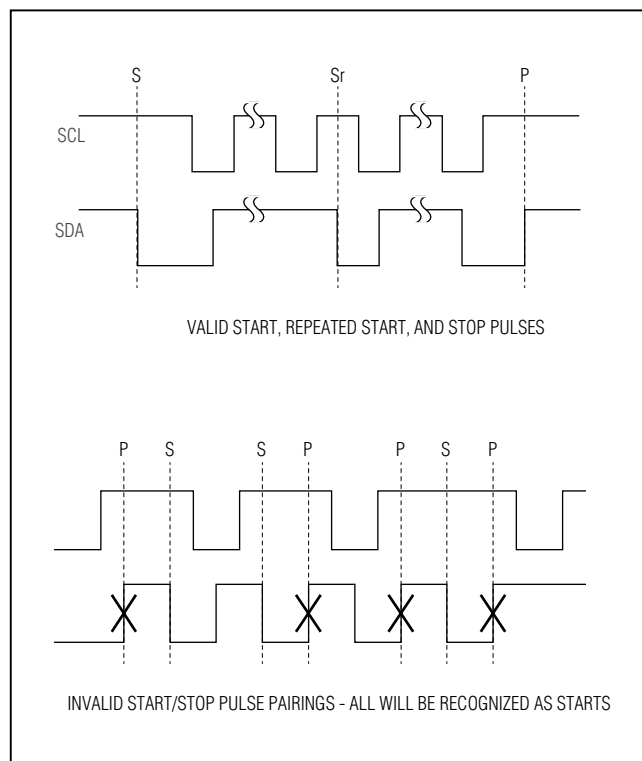 S Sr P
SCL
SDA
VALID START, REPEATED START, AND STOP PULSES
P S S P P S P
INVALID START/STOP PULSE PAIRINGS - ALL WILL BE RECOGNIZED AS STARTS